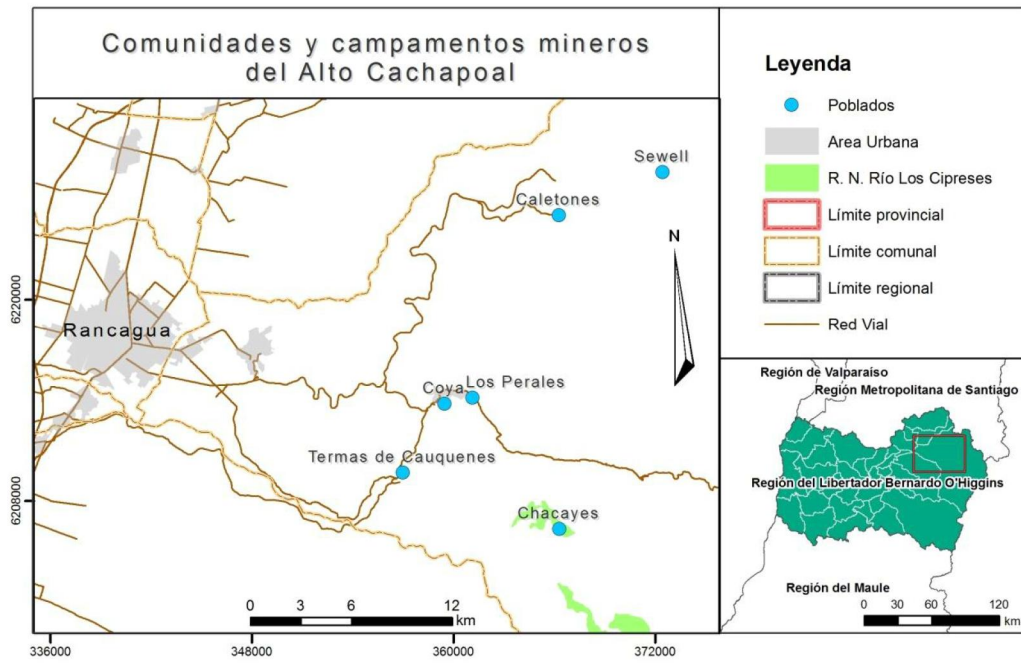 Comunidades y campamentos mineros
del Alto Cachapoal
Sewell
Caletones
N
Rancagua
Coya
Los Perales
Termas de Cauquenes
Chacayes
0 3 6 12
km
6220000
6208000
336000
348000
360000
372000
Leyenda
Poblados
Area Urbana
R. N. Río Los Cipreses
Límite provincial
Límite comunal
Límite regional
Red Vial
Región de Valparaíso
Región Metropolitana de Santiago
Región del Libertador Bernardo O'Higgins
Región del Maule
0 30 60 120
km